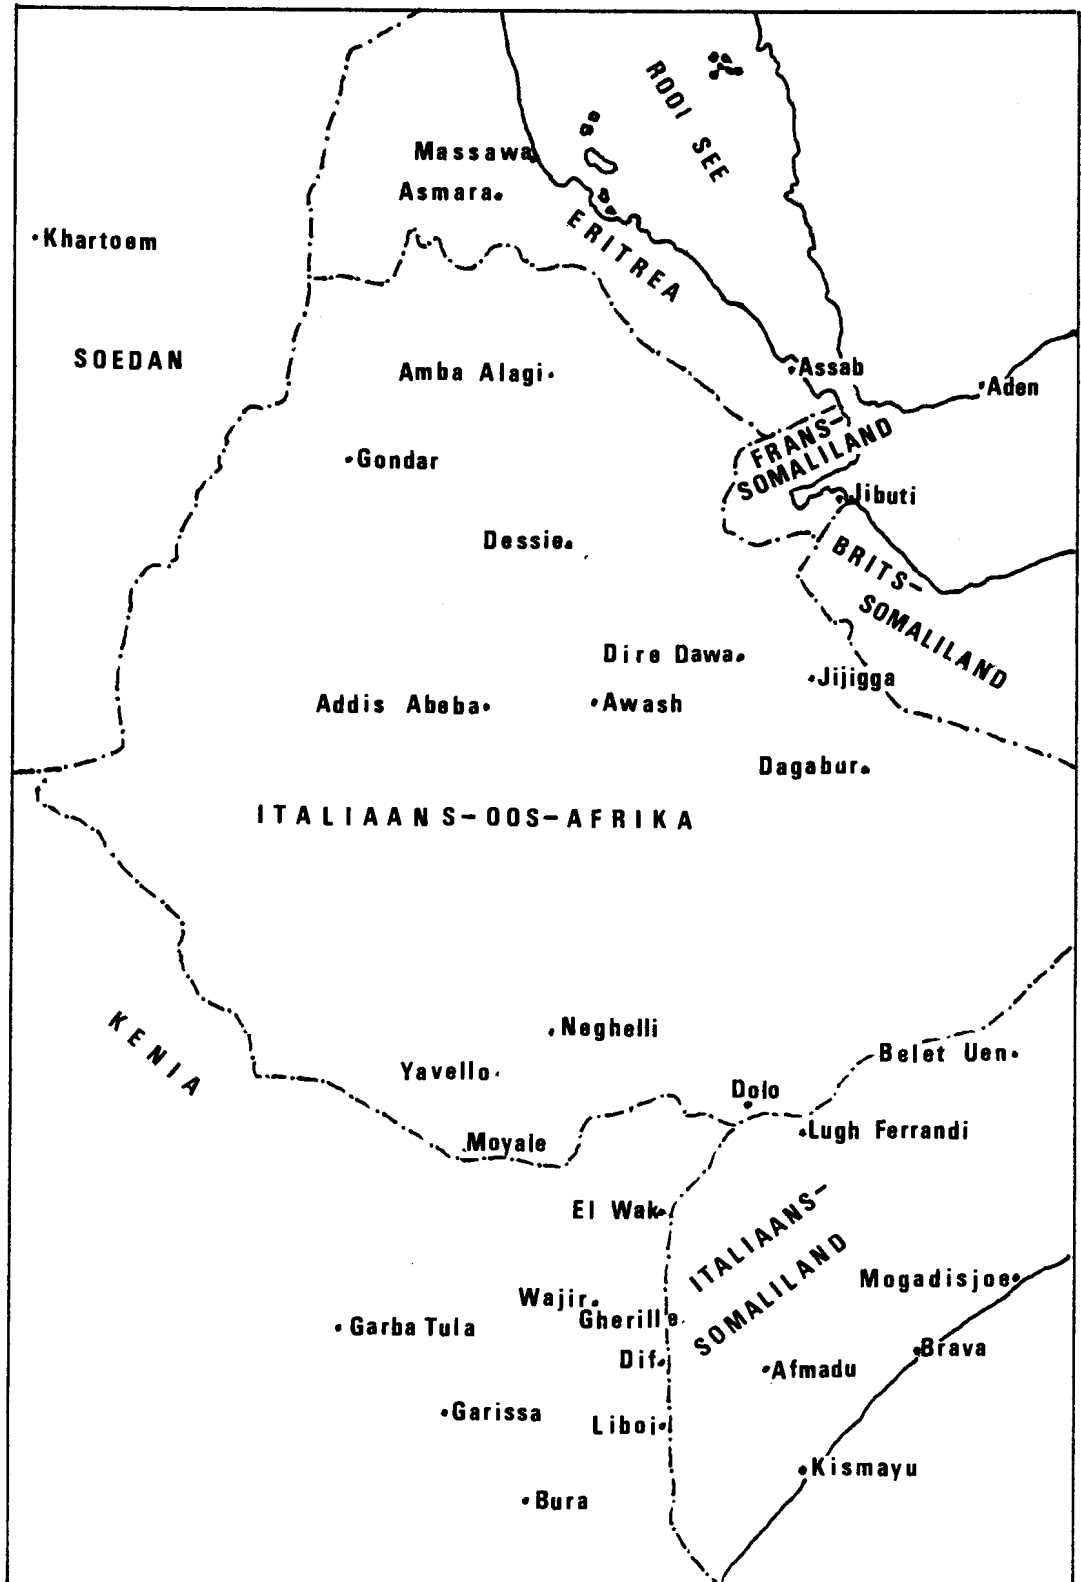 ROOI SEE
Massawa
Asmara
ERITREA
Khartoem
SOEDAN
Amba Alagi
Assab
Aden
FRANS-
SOMALILAND
Gondar
Jibuti
Dessie
BRITS-
SOMALILAND
Dire Dawa
Jijigga
Addis Abeba
Awash
Dagabur
ITALIAANS-OOS-AFRIKA
KENIA
Neghelli
Belet Uen
Yavello
Dolo
Lugh Ferrandi
Moyale
El Wak
ITALIAANS-
SOMALILAND
Mogadisjoe
Wajir
Gherille
Garba Tula
Brava
Dif
Afmadu
Garissa
Liboi
Kismayu
Bura